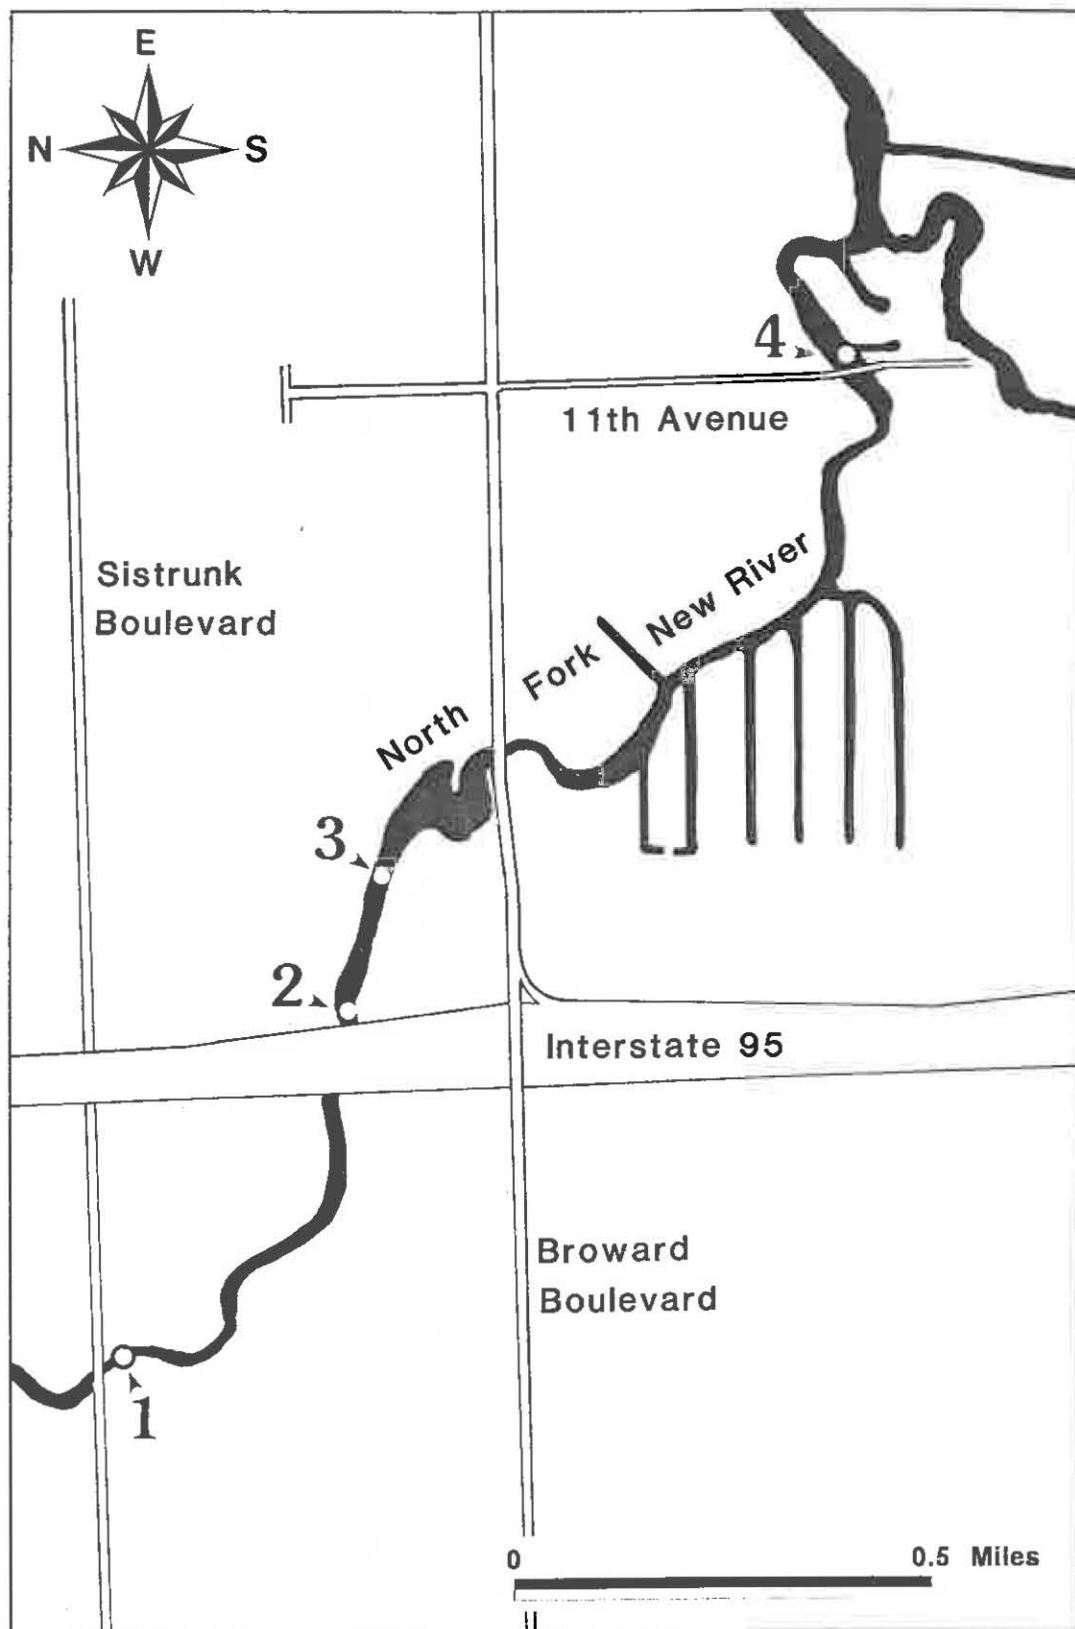 E
N
S
W
4
11th Avenue
Sistrunk
Boulevard
North Fork New River
3
2
Interstate 95
Broward
Boulevard
1
0
0.5 Miles